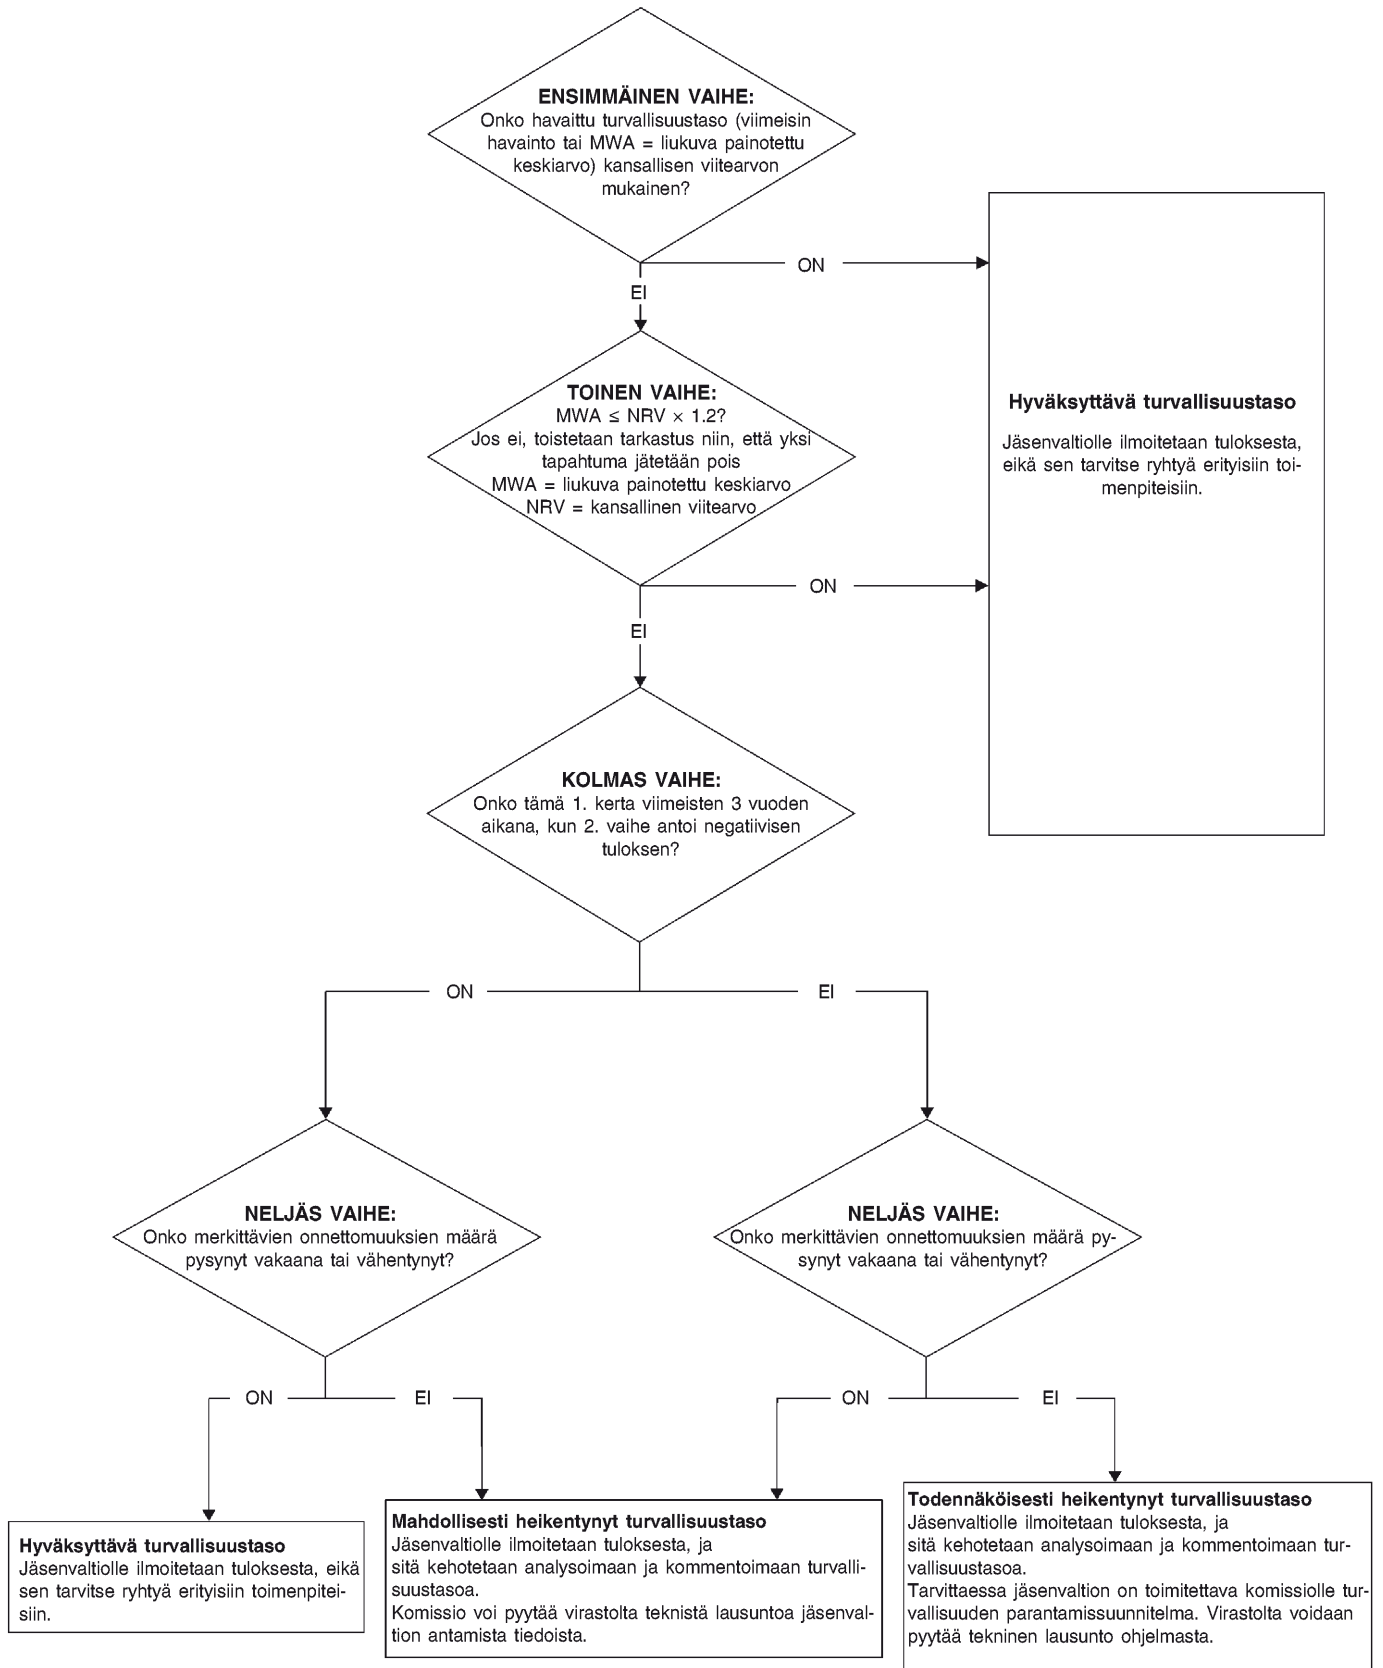 ENSIMMÄINEN VAIHE:
Onko havaittu turvallisuustaso (viimeisin
havainto tai MWA = liukuva painotettu
keskiarvo) kansallisen viitearvon
mukainen?
ON
EI
TOINEN VAIHE:
MWA ≤ NRV × 1.2?
Jos ei, toistetaan tarkastus niin, että yksi
tapahtuma jätetään pois
MWA = liukuva painotettu keskiarvo
NRV = kansallinen viitearvo
Hyväksyttävä turvallisuustaso
Jäsenvaltiolle ilmoitetaan tuloksesta,
eikä sen tarvitse ryhtyä erityisiin toi-
menpiteisiin.
ON
EI
KOLMAS VAIHE:
Onko tämä 1. kerta viimeisten 3 vuoden
aikana, kun 2. vaihe antoi negatiivisen
tuloksen?
ON
EI
NELJÄS VAIHE:
Onko merkittävien onnettomuuksien määrä
pysynyt vakaana tai vähentynyt?
NELJÄS VAIHE:
Onko merkittävien onnettomuuksien määrä py-
synyt vakaana tai vähentynyt?
ON
EI
ON
EI
Hyväksyttävä turvallisuustaso
Jäsenvaltiolle ilmoitetaan tuloksesta, eikä
sen tarvitse ryhtyä erityisiin toimenpitei-
siin.
Mahdollisesti heikentynyt turvallisuustaso
Jäsenvaltiolle ilmoitetaan tuloksesta, ja
sitä kehotetaan analysoimaan ja kommentoimaan turvalli-
suustasoa.
Komissio voi pyytää virastolta teknistä lausuntoa jäsenval-
tion antamista tiedoista.
Todennäköisesti heikentynyt turvallisuustaso
Jäsenvaltiolle ilmoitetaan tuloksesta, ja
sitä kehotetaan analysoimaan ja kommentoimaan tur-
vallisuustasoa.
Tarvittaessa jäsenvaltion on toimitettava komissiolle tur-
vallisuuden parantamissuunnitelma. Virastolta voidaan
pyytää tekninen lausunto ohjelmasta.